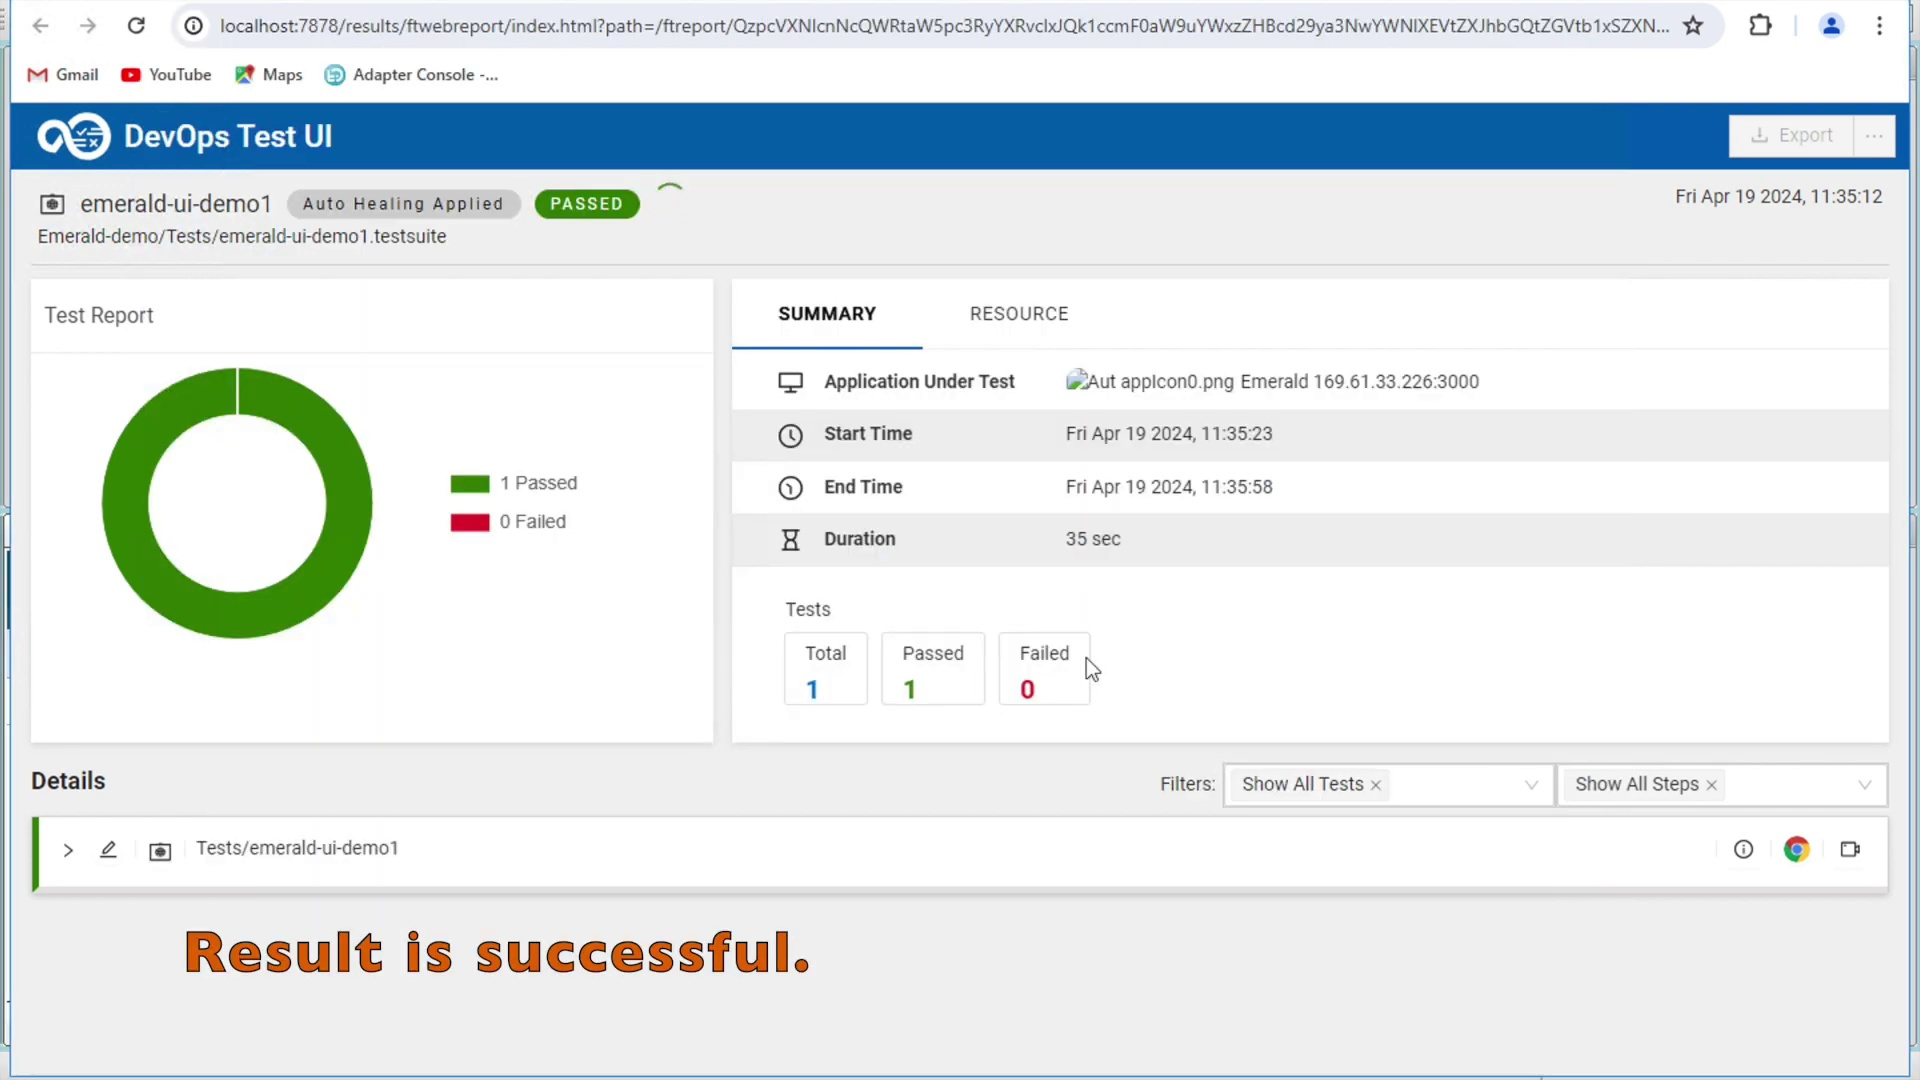 localhost:7878/results/ftwebreport/index.html?path=/ftreport/QzpcVXNlcnNcQWRtaW5pc3RyYXRvclxJQk1ccmF0aW9uYWxzZHBcd29ya3NwYWNlXEVtZXJhbGQtZGVtb1xSZXN...
Gmail YouTube Maps Adapter Console -...
DevOps Test UI
Export ...
emerald-ui-demo1 Auto Healing Applied PASSED
Fri Apr 19 2024, 11:35:12
Emerald-demo/Tests/emerald-ui-demo1.testsuite
Test Report
1 Passed
0 Failed
SUMMARY RESOURCE
Application Under Test Aut appIcon0.png Emerald 169.61.33.226:3000
Start Time Fri Apr 19 2024, 11:35:23
End Time Fri Apr 19 2024, 11:35:58
Duration 35 sec
Tests
Total Passed Failed
1 1 0
Details
Filters: Show All Tests × Show All Steps ×
Tests/emerald-ui-demo1
Result is successful.